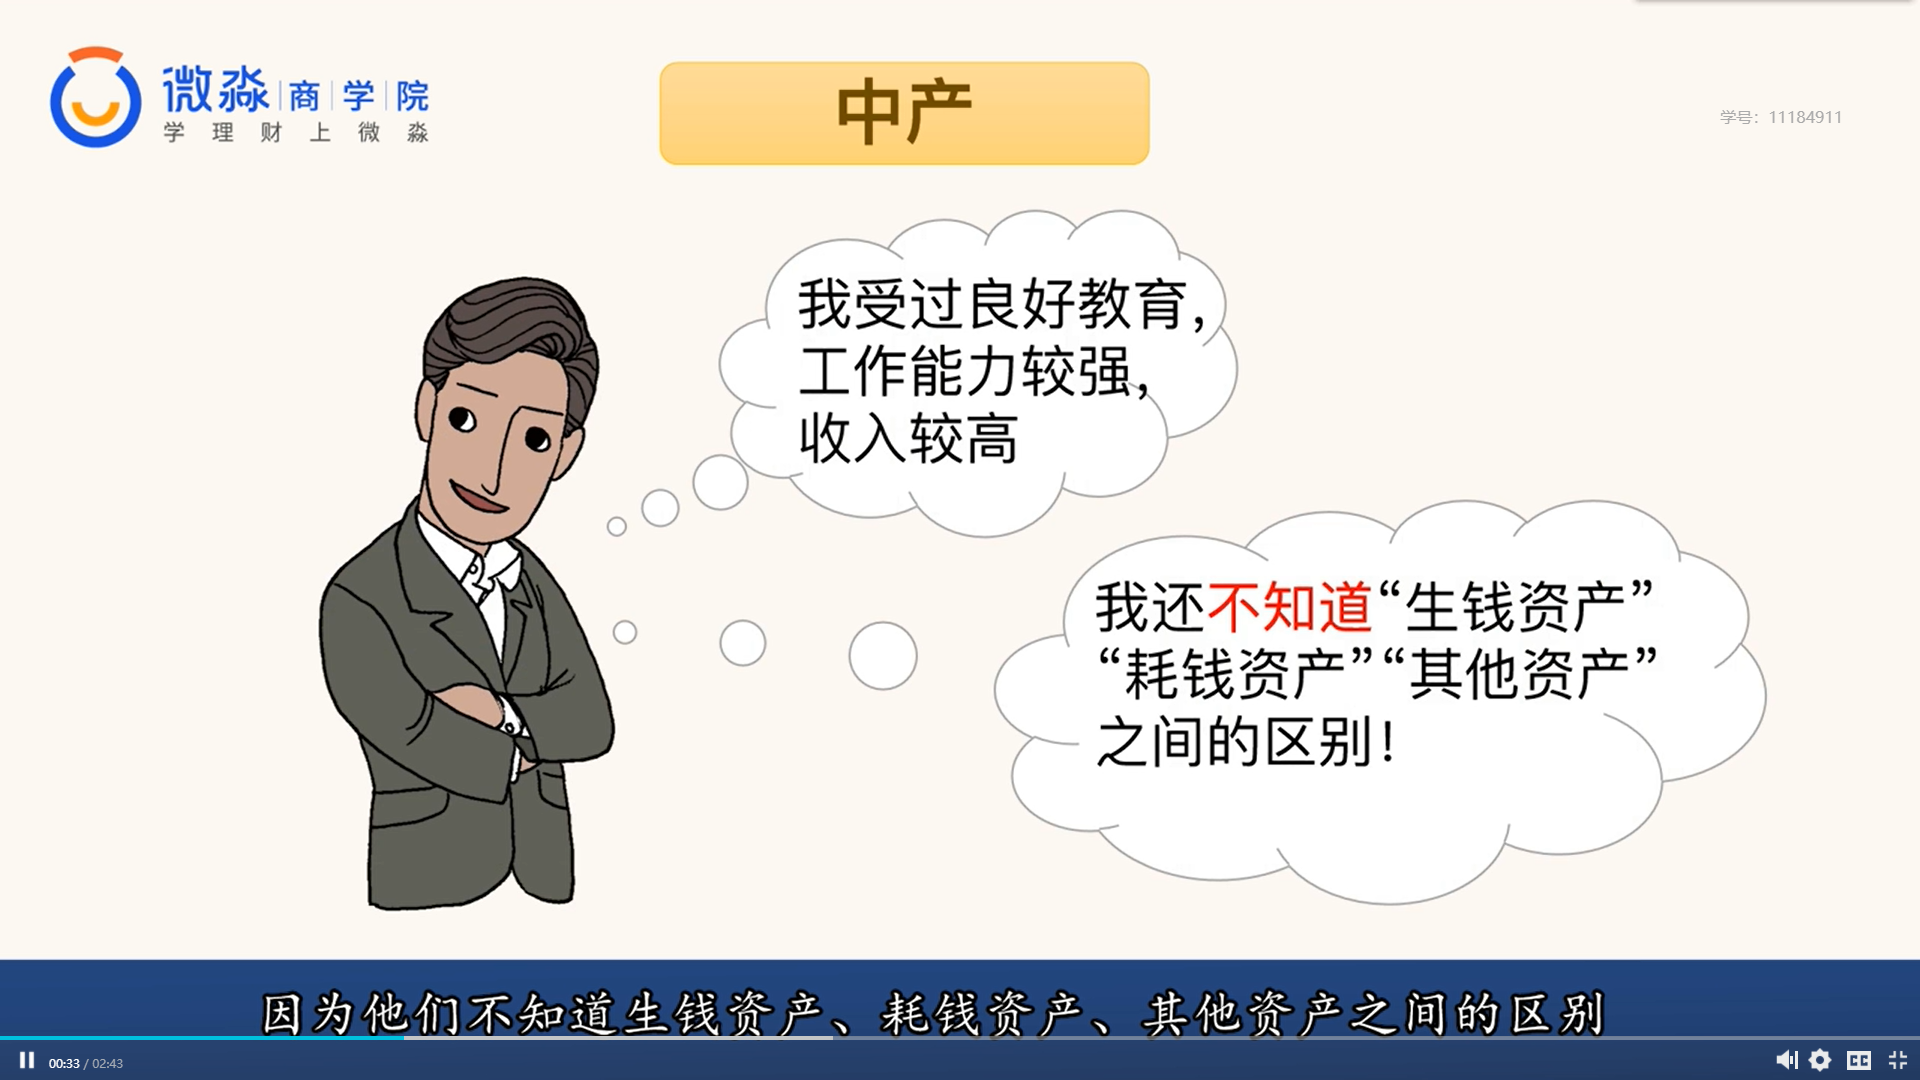 微淼商学院
学理财上微淼
中产
学号：11184911
我受过良好教育，
工作能力较强，
收入较高
我还不知道“生钱资产”
“耗钱资产”“其他资产”
之间的区别！
因为他们不知道生钱资产、耗钱资产、其他资产之间的区别
00:33 / 02:43
CC